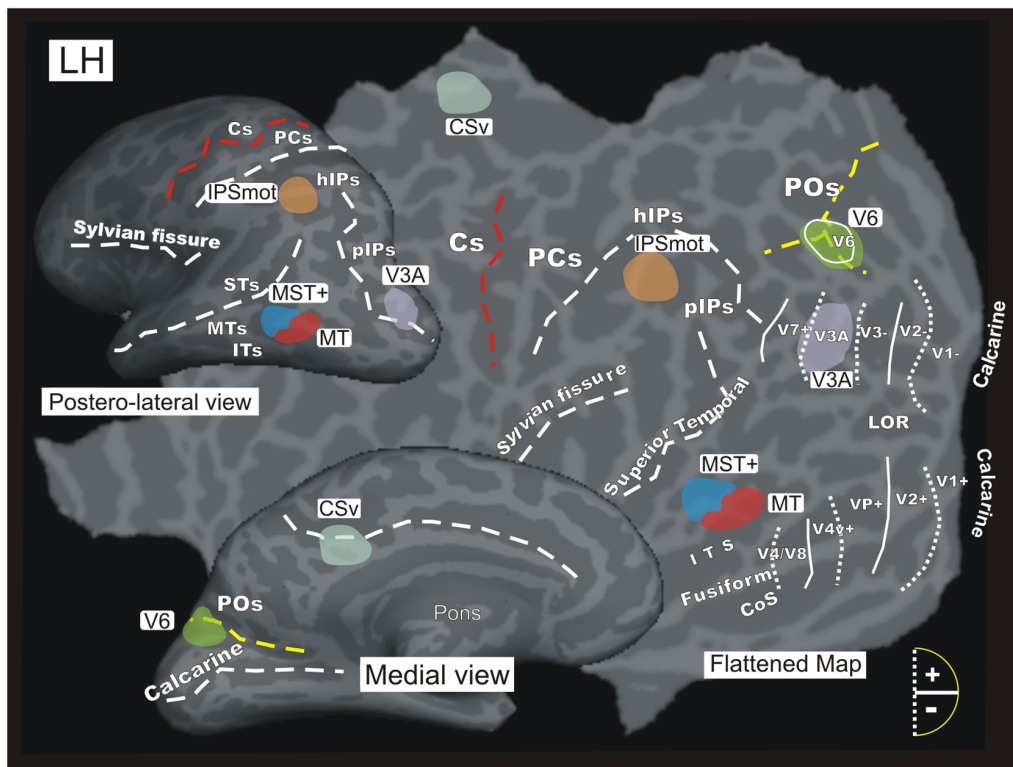 LH
CSv
Cs
PCs
hIPs
IPSmot
Sylvian fissure
pIPs
STs
MST+
V3A
MTs
MT
ITs
Postero-lateral view
Cs
PCs
hIPs
IPSmot
pIPs
POs
V6
V6
V7+
V3A
V3-
V2-
V1-
V3A
Calcarine
LOR
Sylvian fissure
Superior Temporal
MST+
MT
Calcarine
V1+
V2+
VP+
V4v+
V4/V8
ITS
Fusiform
CoS
CSv
POs
V6
Pons
Calcarine
Medial view
Flattened Map
+
-